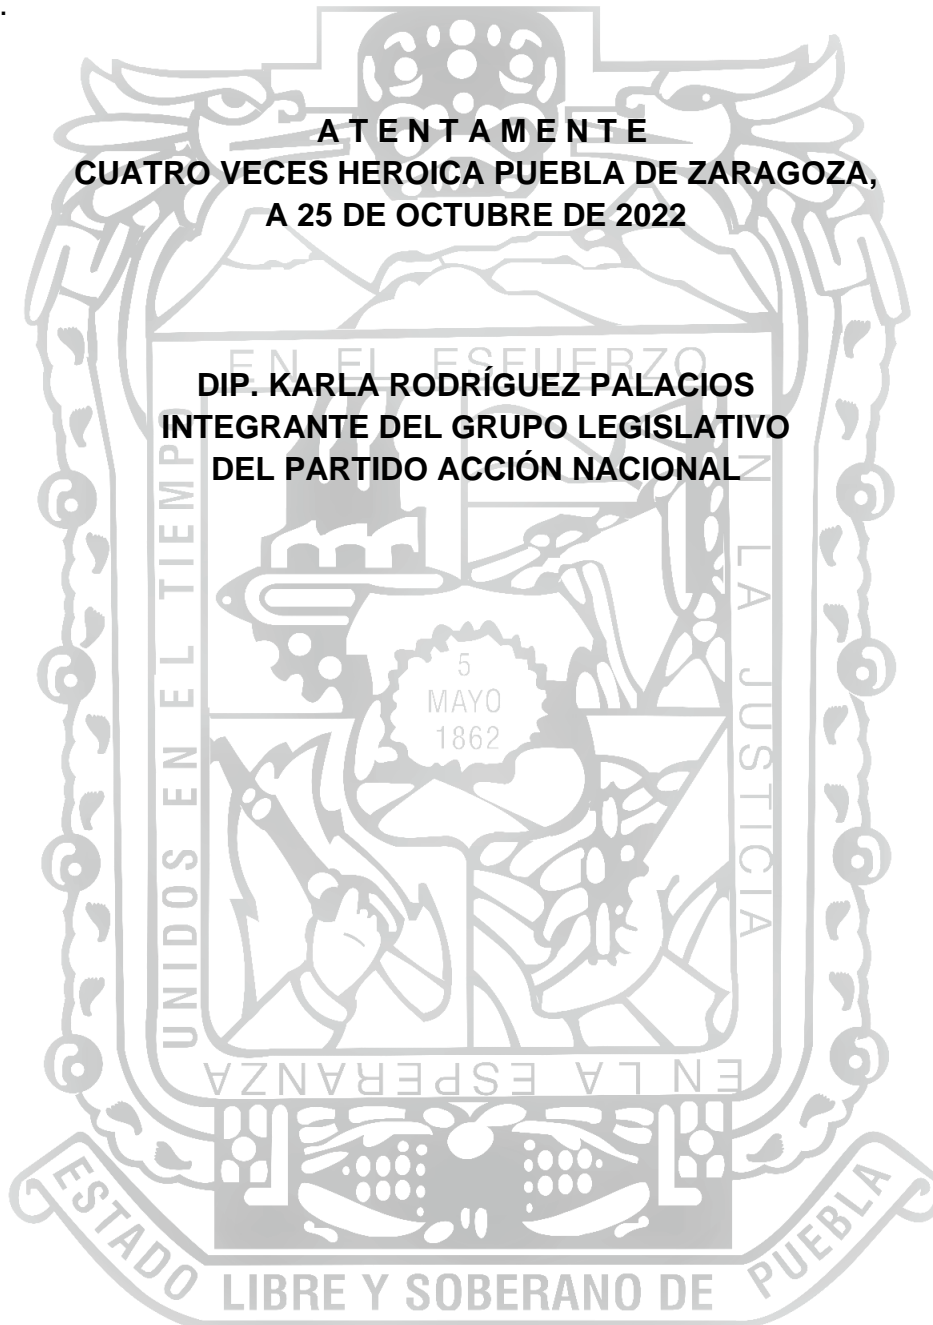 .
A T E N T A M E N T E
CUATRO VECES HEROICA PUEBLA DE ZARAGOZA,
A 25 DE OCTUBRE DE 2022
DIP. KARLA RODRÍGUEZ PALACIOS
INTEGRANTE DEL GRUPO LEGISLATIVO
DEL PARTIDO ACCIÓN NACIONAL
UNIDOS EN EL TIEMPO
EN EL ESFUERZO
EN LA JUSTICIA
EN LA ESPERANZA
5
MAYO
1862
ESTADO LIBRE Y SOBERANO DE PUEBLA